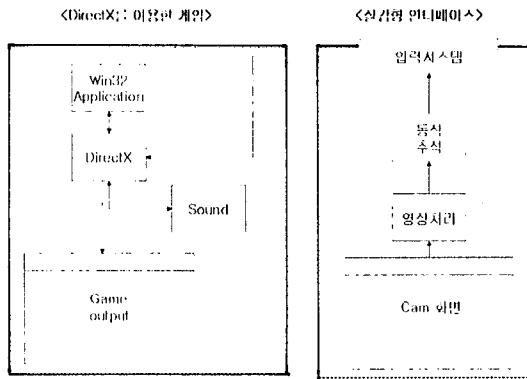 <DirectX를 이용한 게임>
Win32
Application
DirectX
Sound
Game
output
<실감형 인터페이스>
입력시스템
동작
추적
영상처리
Cam 화면